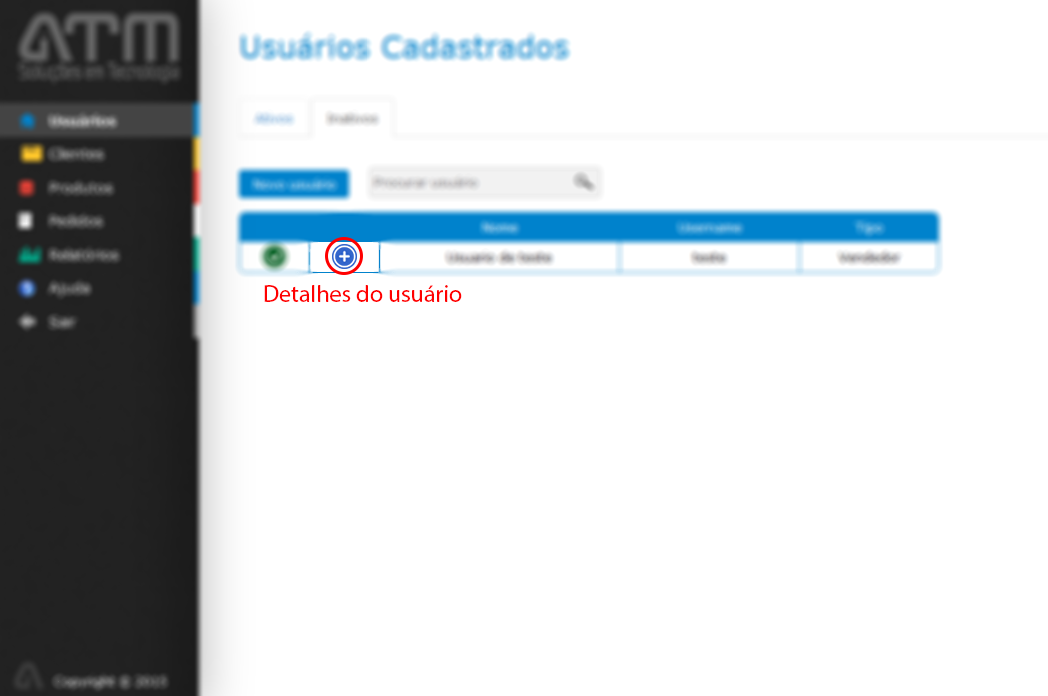 ATM
Soluções em Tecnologia
Usuários
Clientes
Produtos
Pedidos
Relatórios
Ajuda
Sair
Copyright © 2013
Usuários Cadastrados
Ativos Inativos
Novo usuário Procurar usuário
Nome Username Tipo
Usuario de teste teste Vendedor
Detalhes do usuário